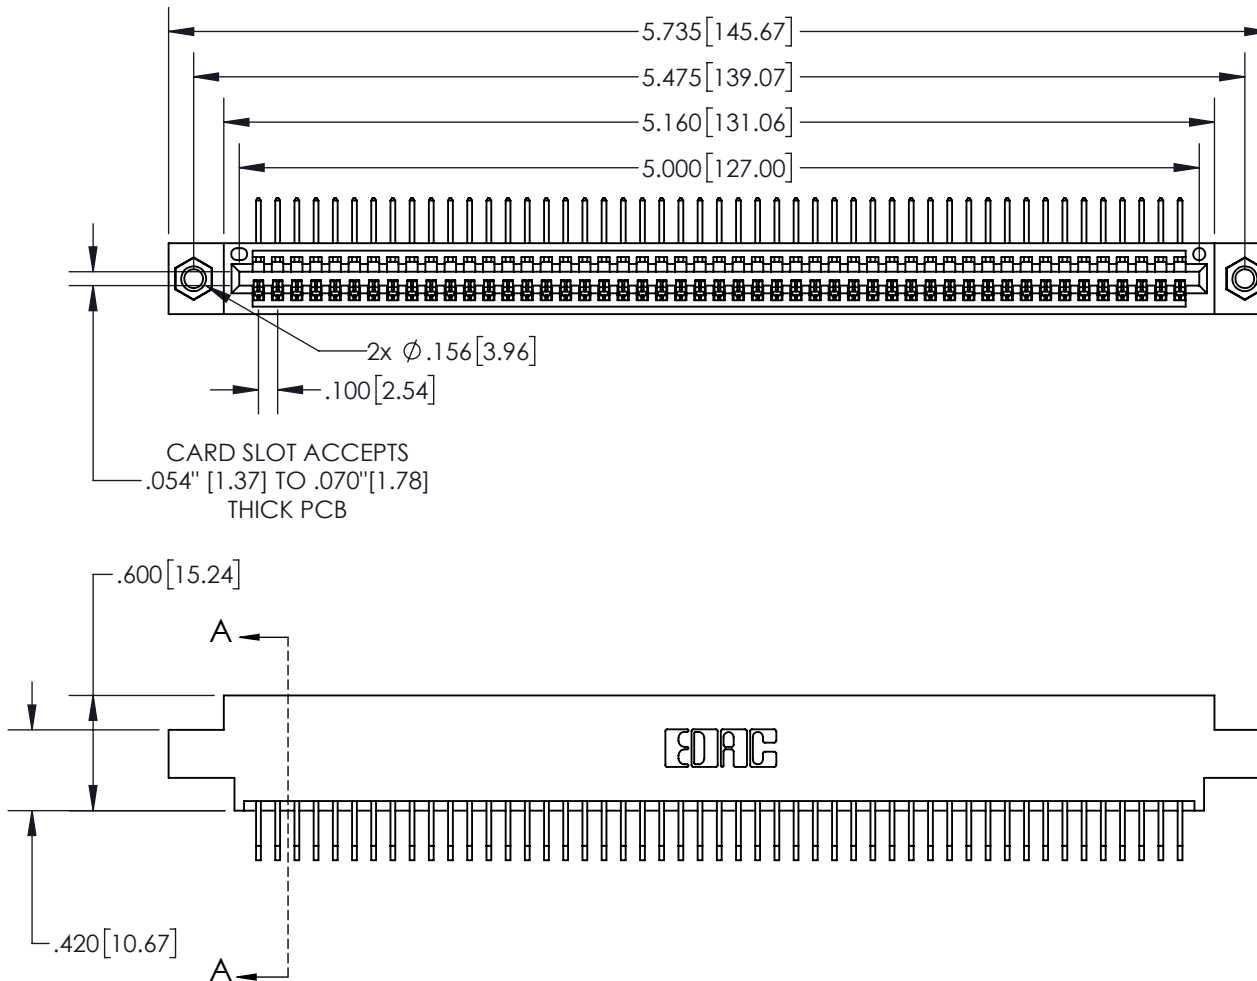 5.735[145.67]
5.475[139.07]
5.160[131.06]
5.000[127.00]
2x Ø.156[3.96]
.100[2.54]
CARD SLOT ACCEPTS
.054" [1.37] TO .070"[1.78]
THICK PCB
.600[15.24]
A
EDAC
.420[10.67]
A